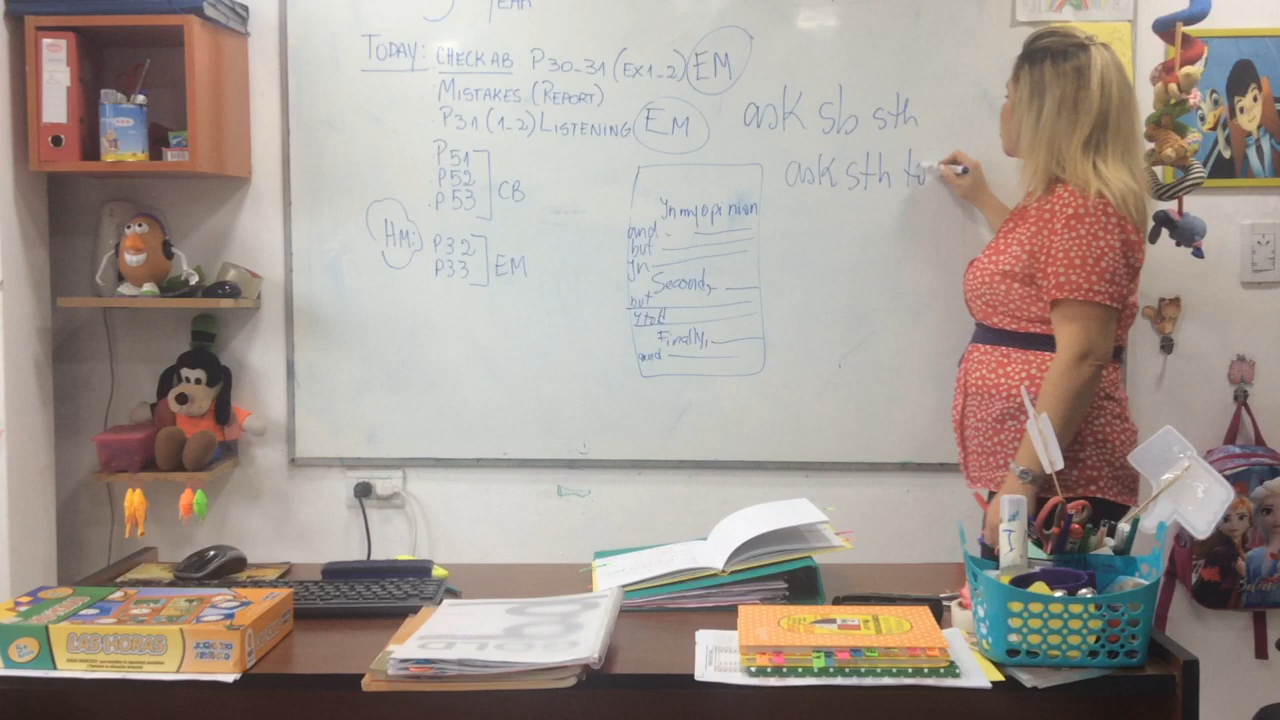 YEAR
TODAY: CHECK AB: P30-31 (EX1-2) EM
MISTAKES (REPORT)
P31 (1-2) LISTENING EM
P51
P52
P53
CB
HM:
P32
P33
EM
In my opinion
and
but
In
Second,
but
Finally,
and
ask sb sth
ask sth to
LAS HORAS